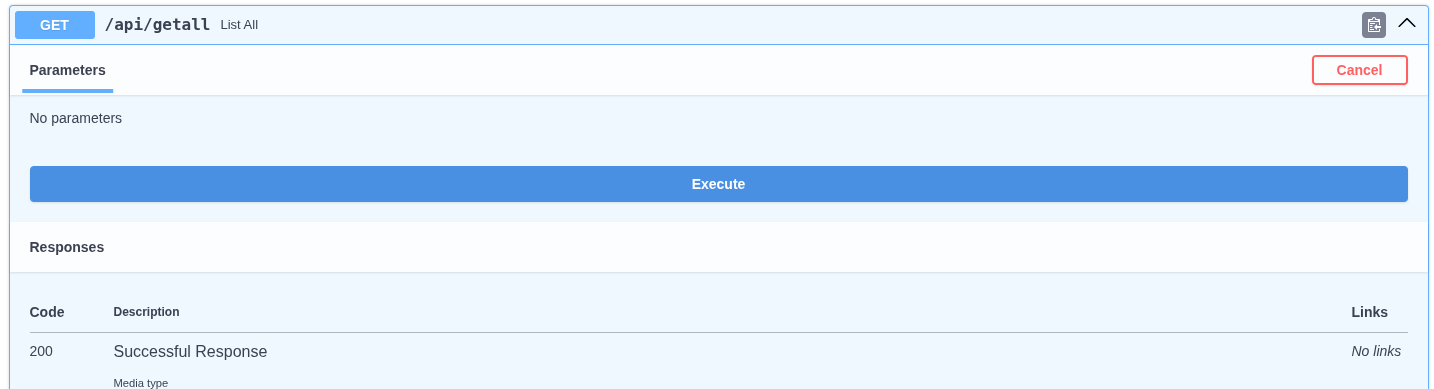 GET /api/getall List All
Parameters Cancel
No parameters
Execute
Responses
Code Description Links
200 Successful Response No links
Media type